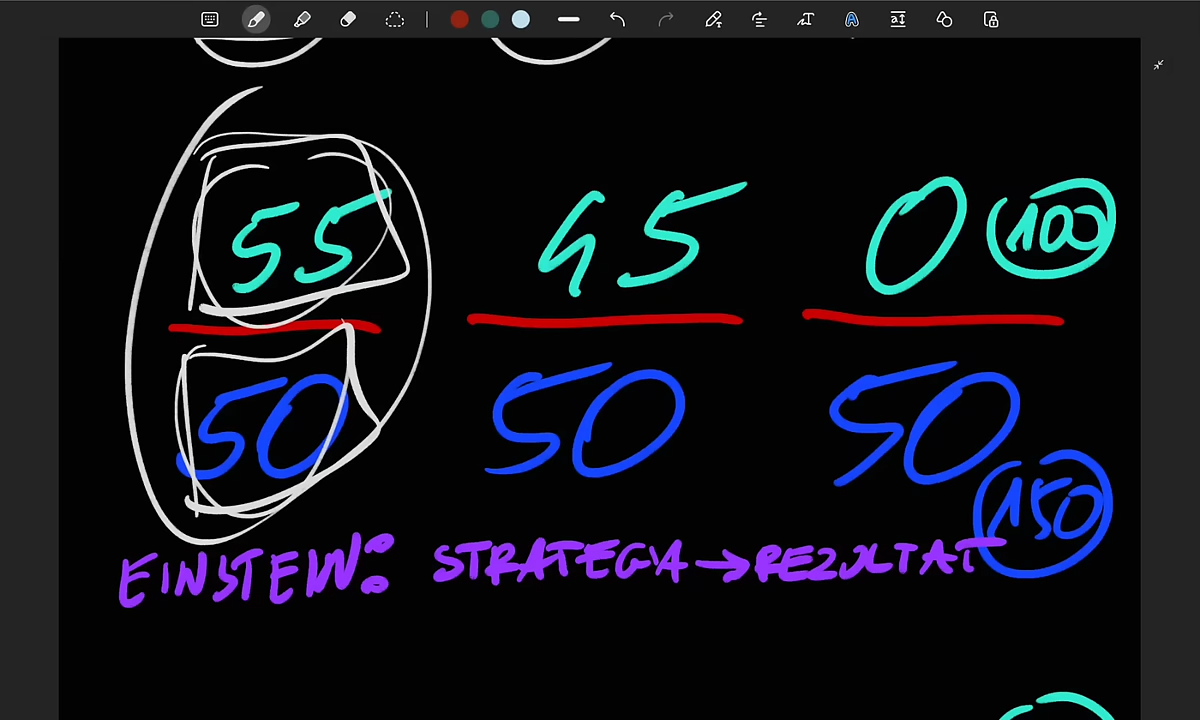 55 45 0 100
50 50 50 150
EINSTEIN: STRATEGIA → REZULTAT